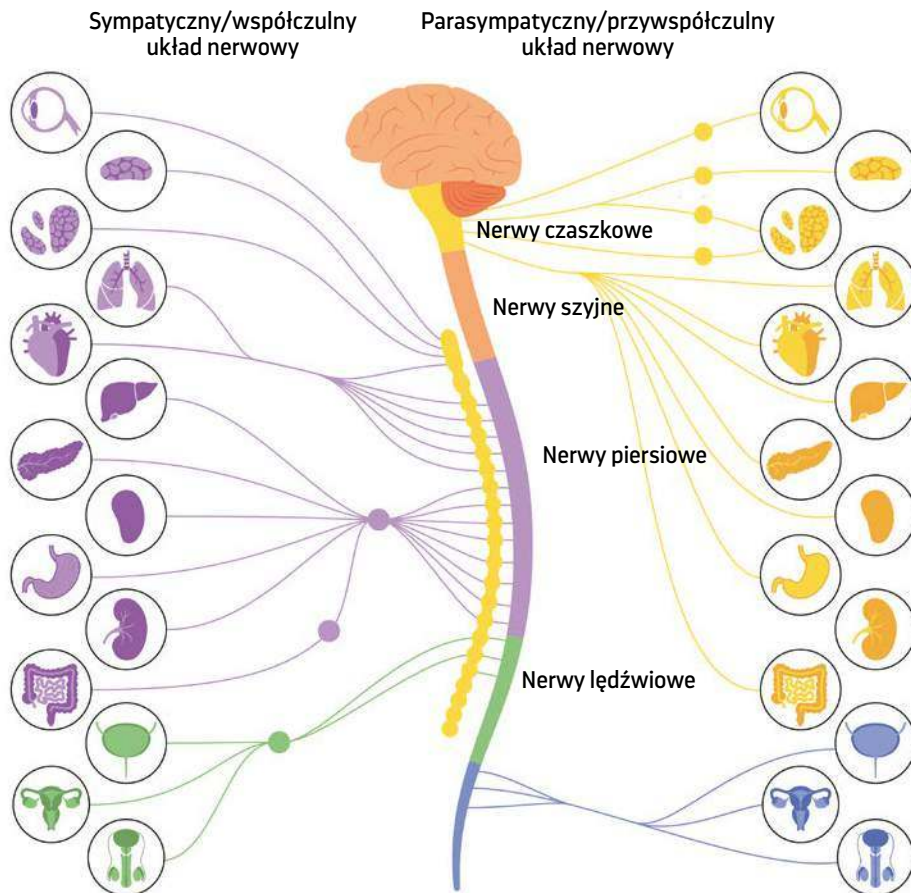 Sympatyczny/współczulny
układ nerwowy
Parasympatyczny/przywspółczulny
układ nerwowy
Nerwy czaszkowe
Nerwy szyjne
Nerwy piersiowe
Nerwy lędźwiowe